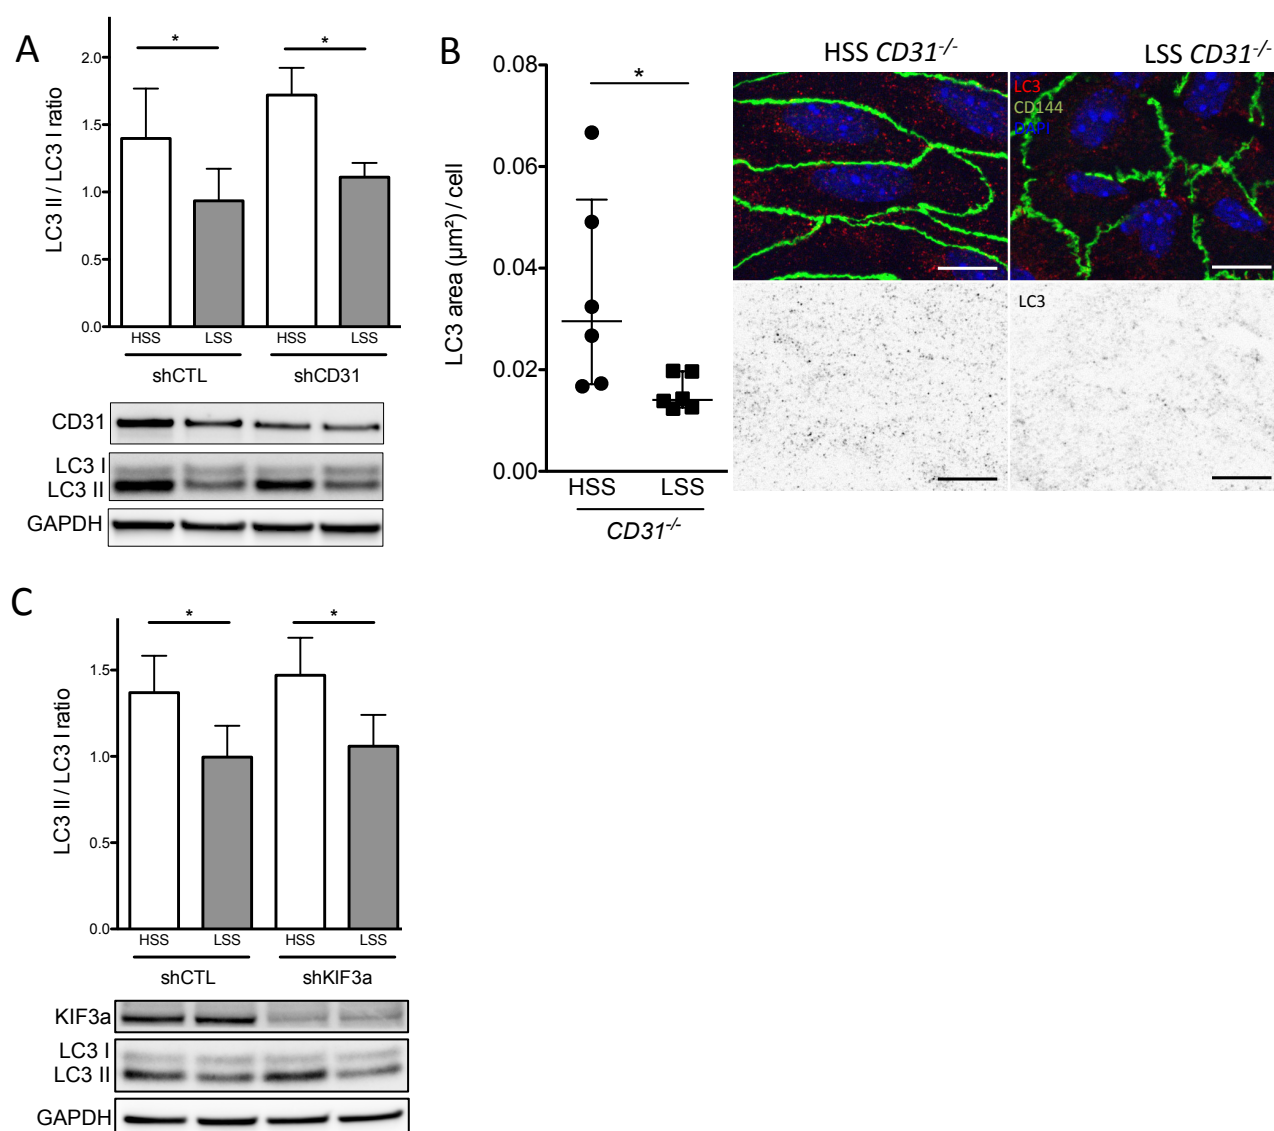 A
*
*
2.0
1.5
1.0
0.5
0.0
LC3 II / LC3 I ratio
HSS
LSS
HSS
LSS
shCTL
shCD31
CD31
LC3 I
LC3 II
GAPDH
B
*
0.08
0.06
0.04
0.02
0.00
LC3 area (µm²) / cell
HSS
LSS
CD31-/-
HSS CD31-/-
LSS CD31-/-
LC3
CD144
DAPI
LC3
C
*
*
1.5
1.0
0.5
0.0
LC3 II / LC3 I ratio
HSS
LSS
HSS
LSS
shCTL
shKIF3a
KIF3a
LC3 I
LC3 II
GAPDH